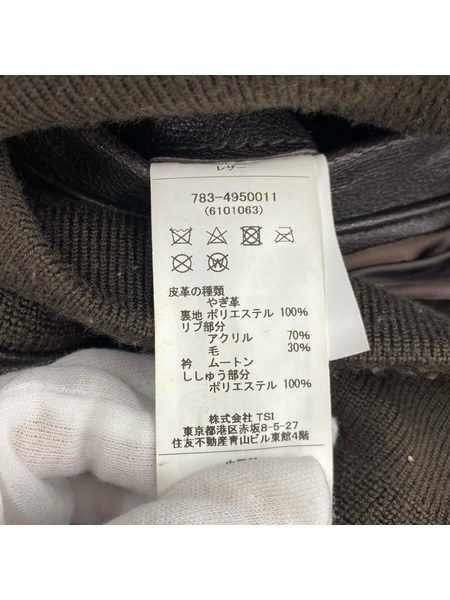 レザー
783-4950011
(6101063)
皮革の種類
やぎ革
裏地 ポリエステル 100%
リブ部分
アクリル 70%
毛 30%
衿 ムートン
ししゅう部分
ポリエステル 100%
株式会社 TSI
東京都港区赤坂8-5-27
住友不動産青山ビル東館4階